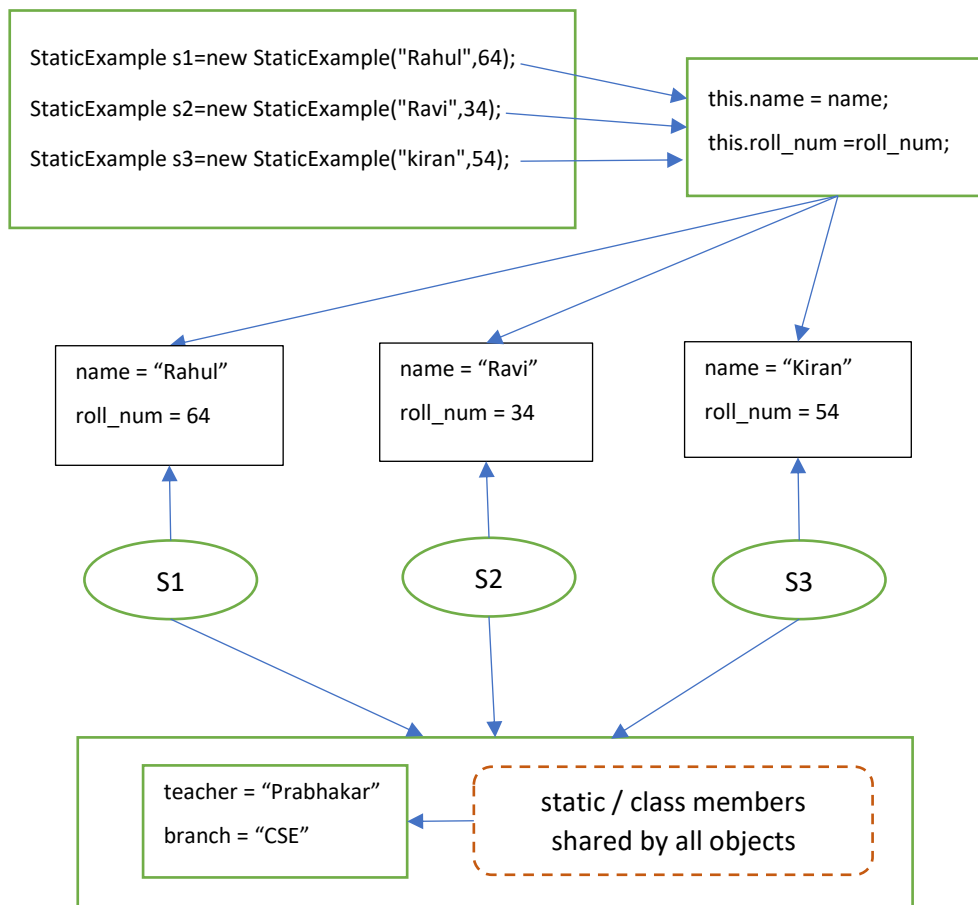 StaticExample s1=new StaticExample("Rahul",64);
StaticExample s2=new StaticExample("Ravi",34);
StaticExample s3=new StaticExample("kiran",54);
this.name = name;
this.roll_num =roll_num;
name = “Rahul”
roll_num = 64
name = “Ravi”
roll_num = 34
name = “Kiran”
roll_num = 54
S1
S2
S3
teacher = “Prabhakar”
branch = “CSE”
static / class members
shared by all objects